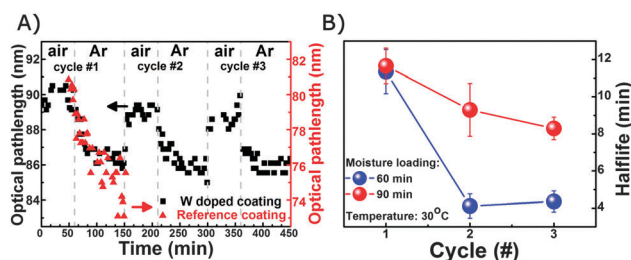 A)
air Ar air Ar air Ar
cycle #1 cycle #2 cycle #3
Optical pathlength (nm)
92
90
88
86
84
W doped coating
Reference coating
0 50 100 150 200 250 300 350 400 450
Time (min)
82
80
78
76
74
Optical pathlength (nm)
B)
Moisture loading:
60 min
90 min
Temperature: 30°C
1 2 3
Cycle (#)
12
10
8
6
4
Halflife (min)